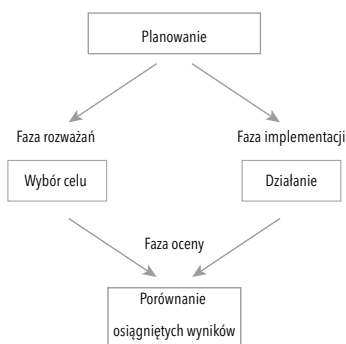 Planowanie
Faza rozważań
Faza implementacji
Wybór celu
Działanie
Faza oceny
Porównanie
osiągniętych wyników